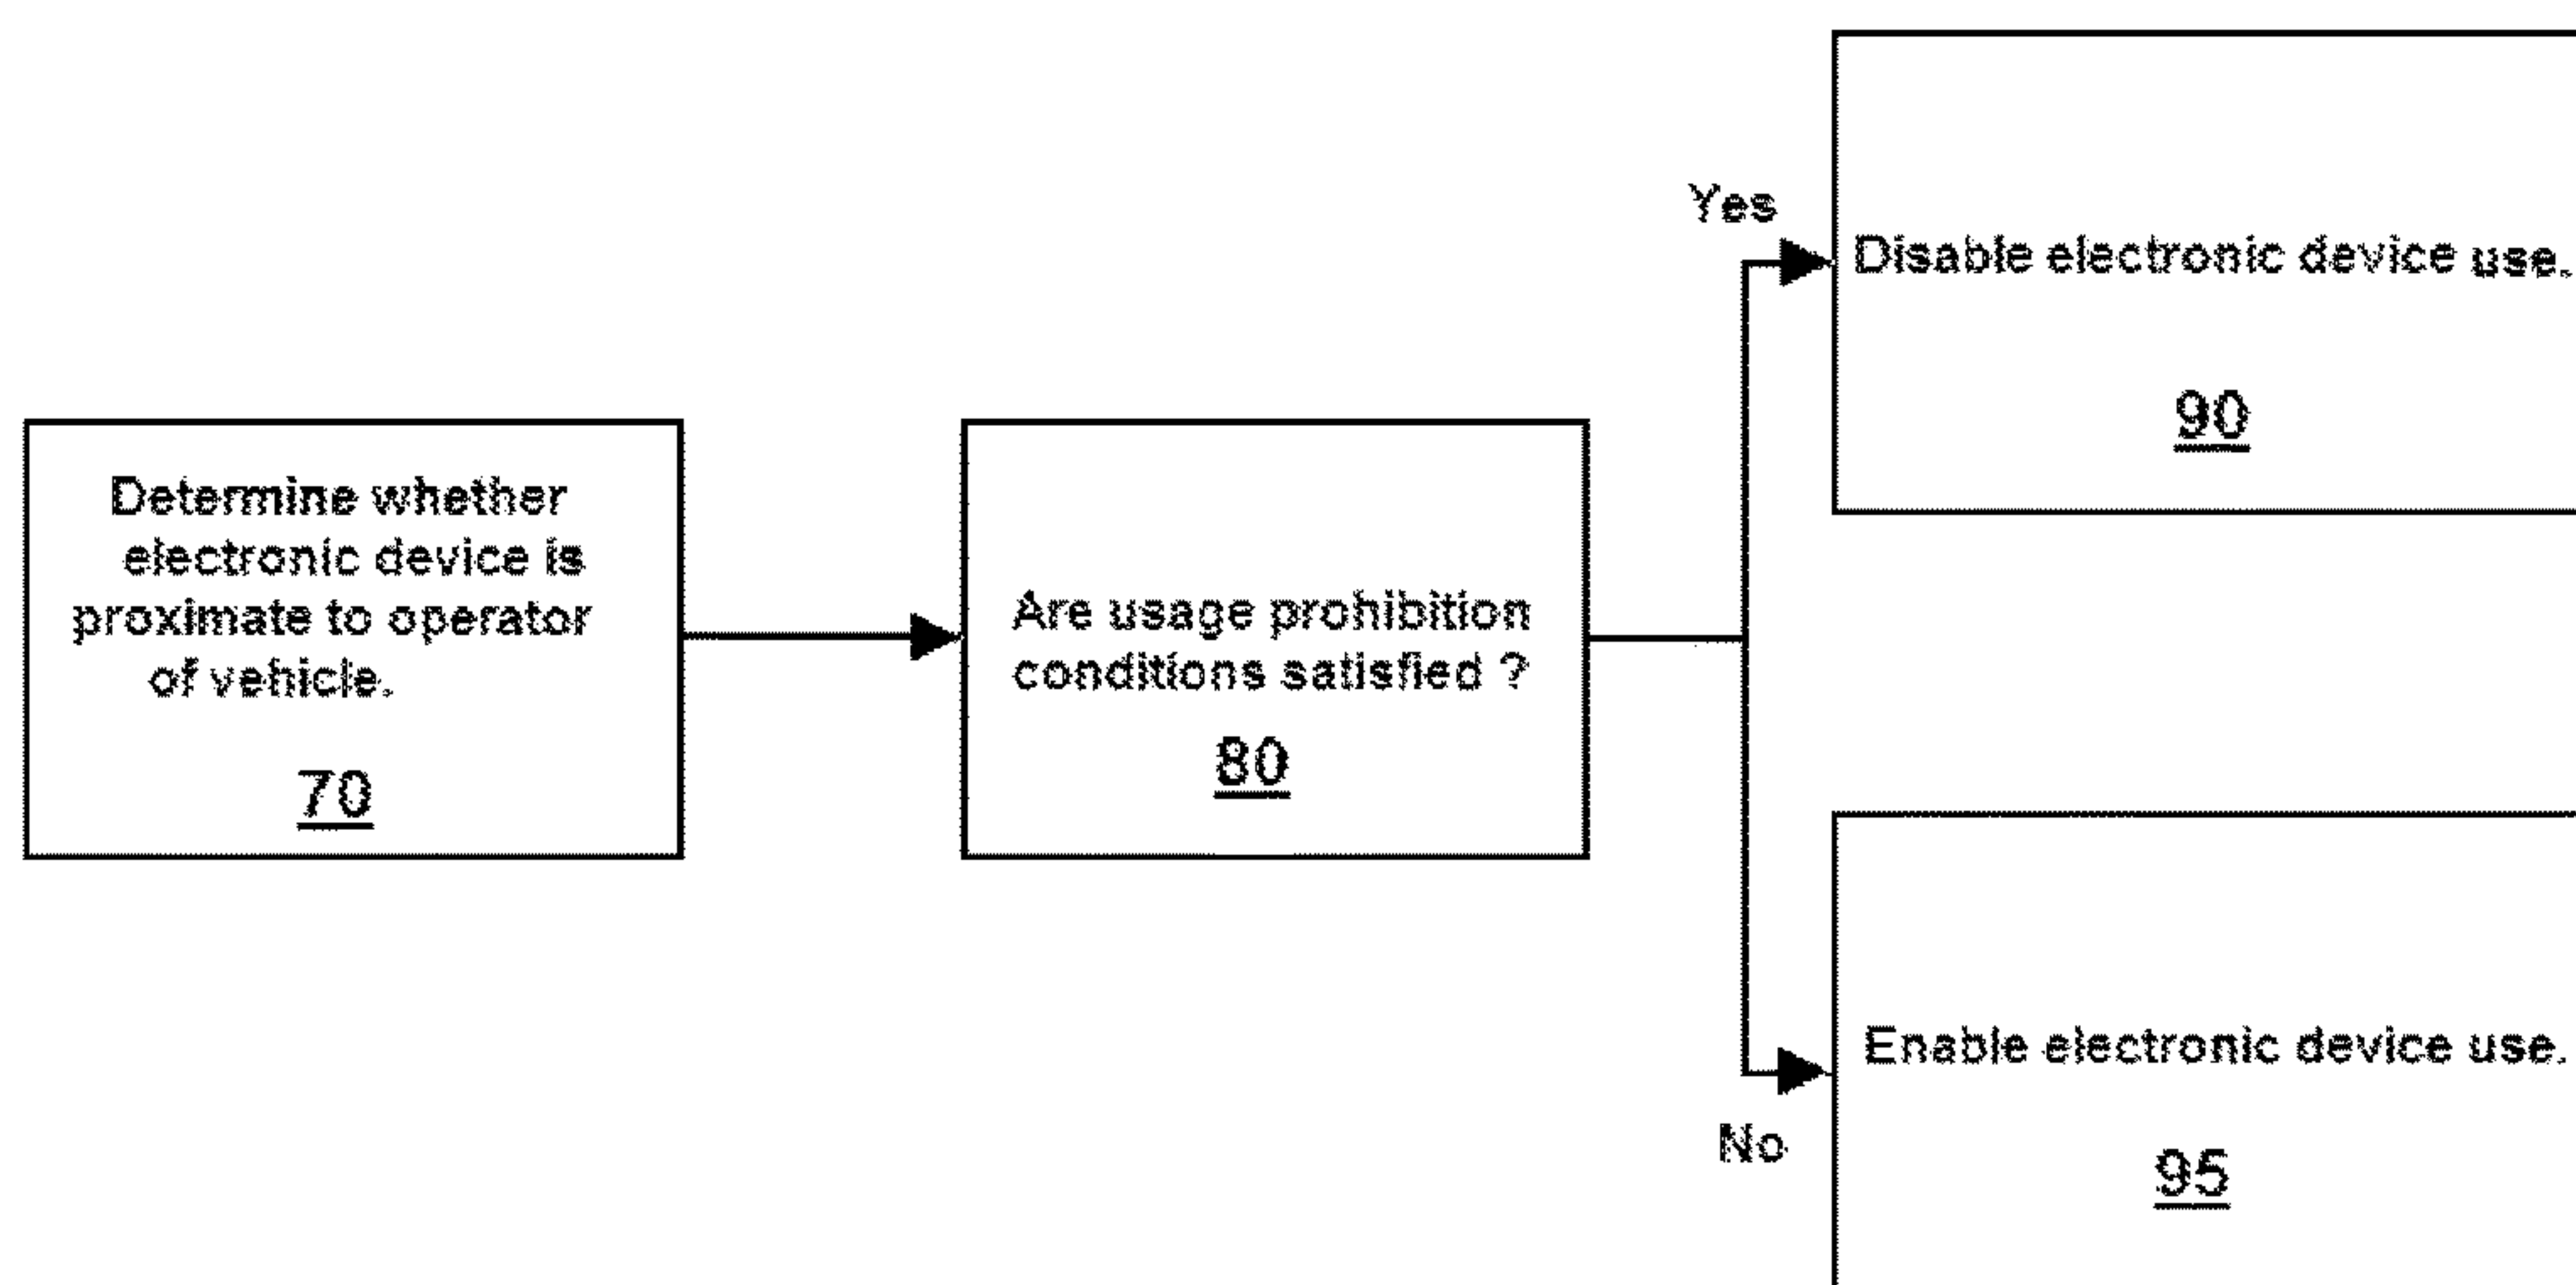 Determine whether
electronic device is
proximate to operator
of vehicle.
70
Are usage prohibition
conditions satisfied ?
80
Yes
Disable electronic device use.
90
No
Enable electronic device use.
95